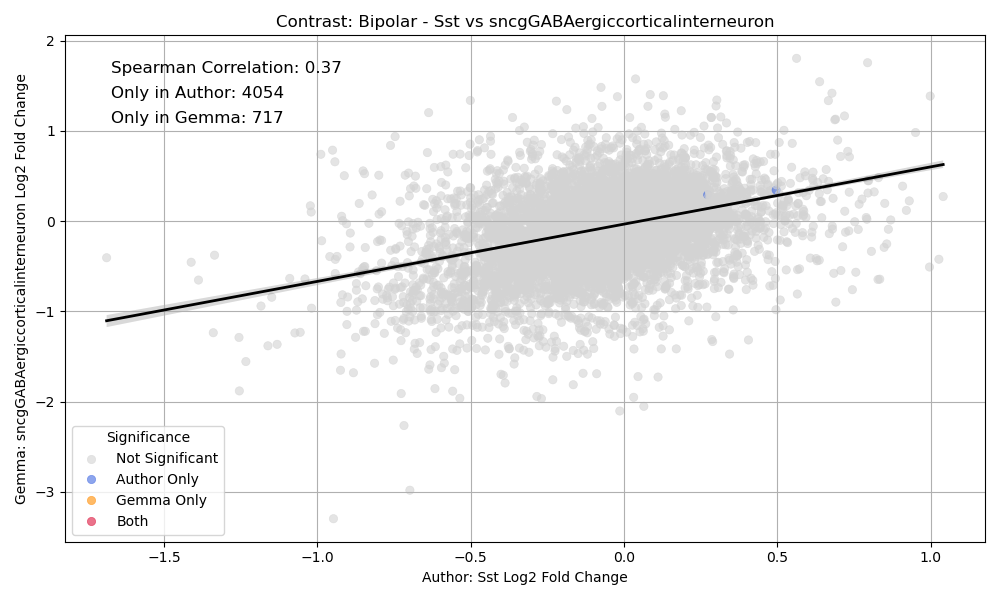 Contrast: Bipolar - Sst vs sncgGABAergiccorticalinterneuron
Gemma: sncgGABAergiccorticalinterneuron Log2 Fold Change
2
1
0
−1
−2
−3
Spearman Correlation: 0.37
Only in Author: 4054
Only in Gemma: 717
Significance
Not Significant
Author Only
Gemma Only
Both
−1.5 −1.0 −0.5 0.0 0.5 1.0
Author: Sst Log2 Fold Change